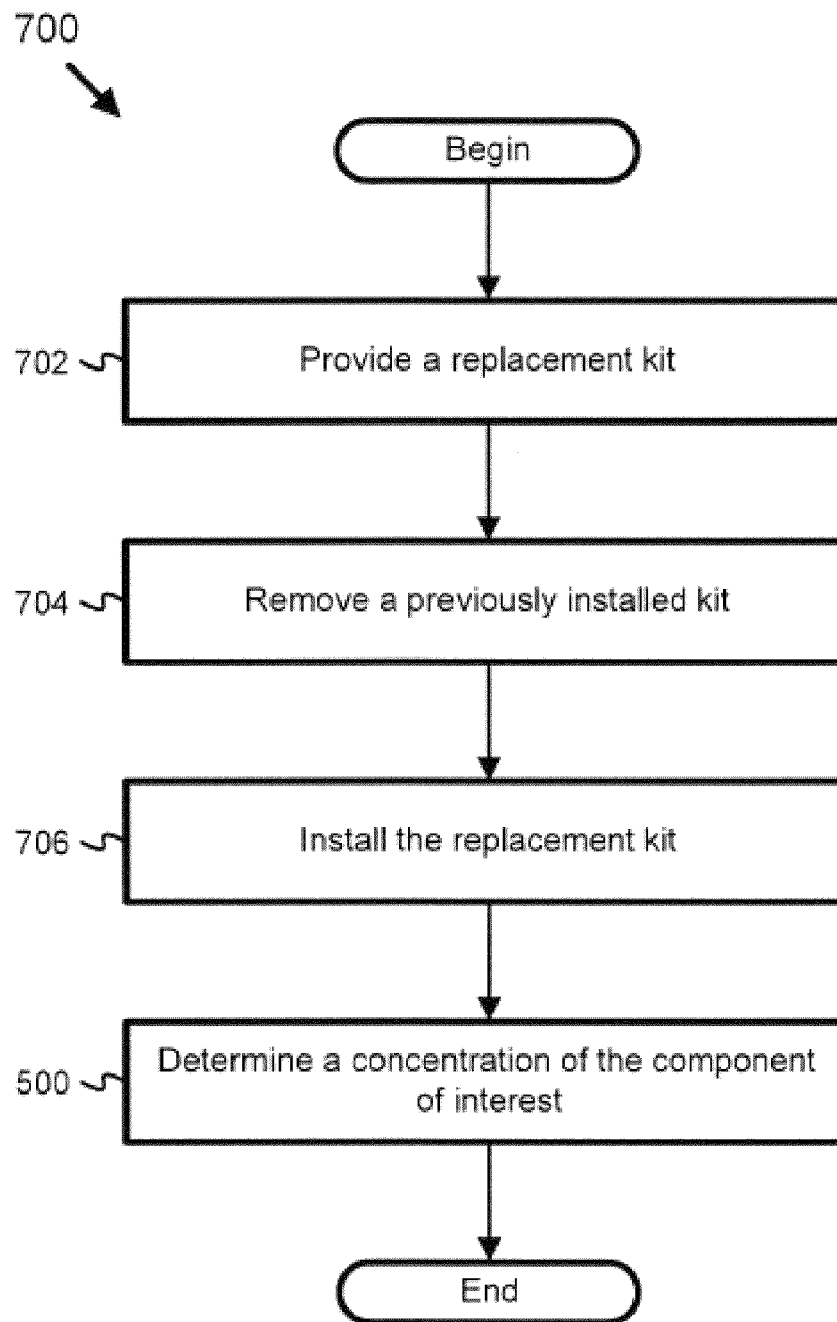 700
Begin
702
Provide a replacement kit
704
Remove a previously installed kit
706
Install the replacement kit
500
Determine a concentration of the component
of interest
End